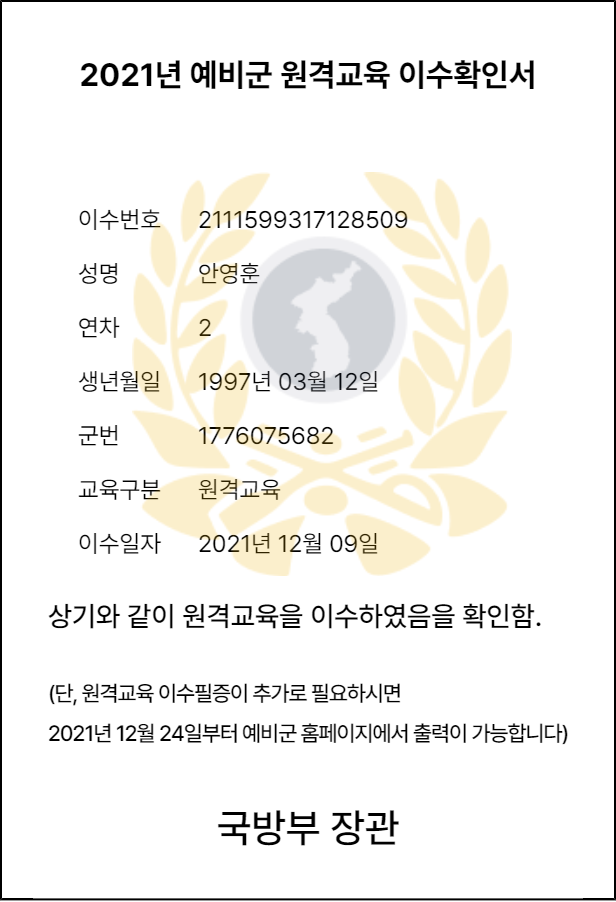 2021년 예비군 원격교육 이수확인서
이수번호 2111599317128509
성명 안영훈
연차 2
생년월일 1997년 03월 12일
군번 1776075682
교육구분 원격교육
이수일자 2021년 12월 09일
상기와 같이 원격교육을 이수하였음을 확인함.
(단, 원격교육 이수필증이 추가로 필요하시면
2021년 12월 24일부터 예비군 홈페이지에서 출력이 가능합니다)
국방부 장관